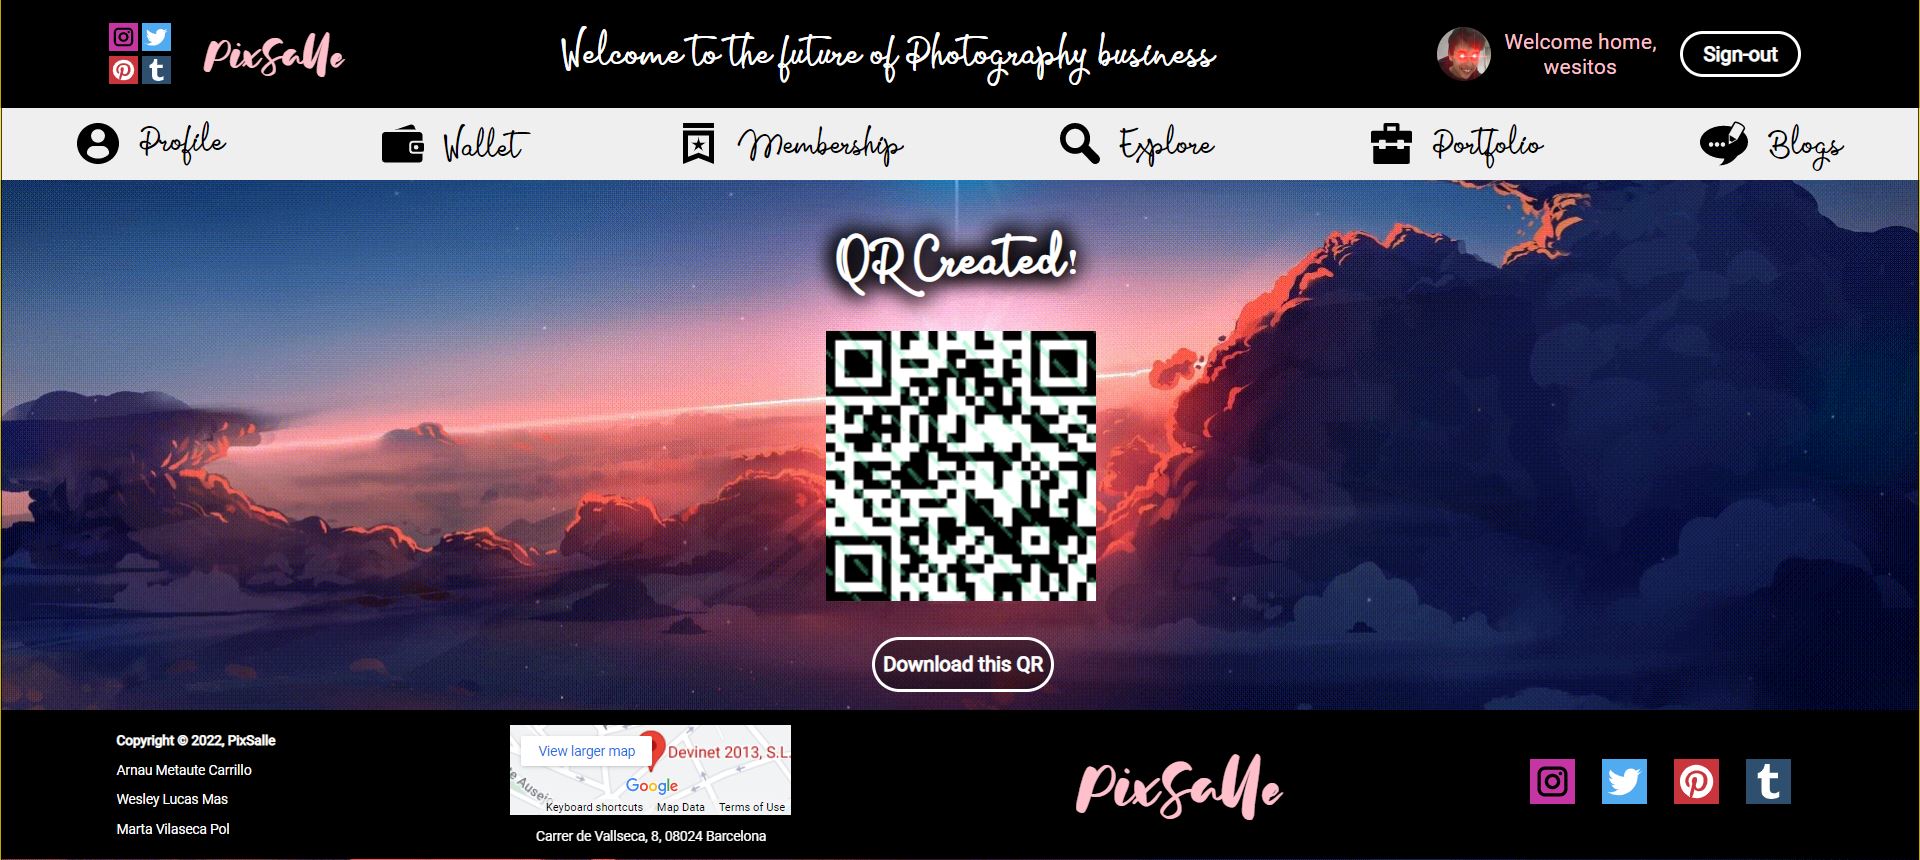 PixSalle
Welcome to the future of Photography business
Welcome home,
wesitos
Sign-out
Profile
Wallet
Membership
Explore
Portfolio
Blogs
QR Created!
Download this QR
Copyright © 2022, PixSalle
Arnau Metaute Carrillo
Wesley Lucas Mas
Marta Vilaseca Pol
View larger map
Devinet 2013, S.L.
e Ausej
Google
Keyboard shortcuts Map Data Terms of Use
Carrer de Vallseca, 8, 08024 Barcelona
PixSalle